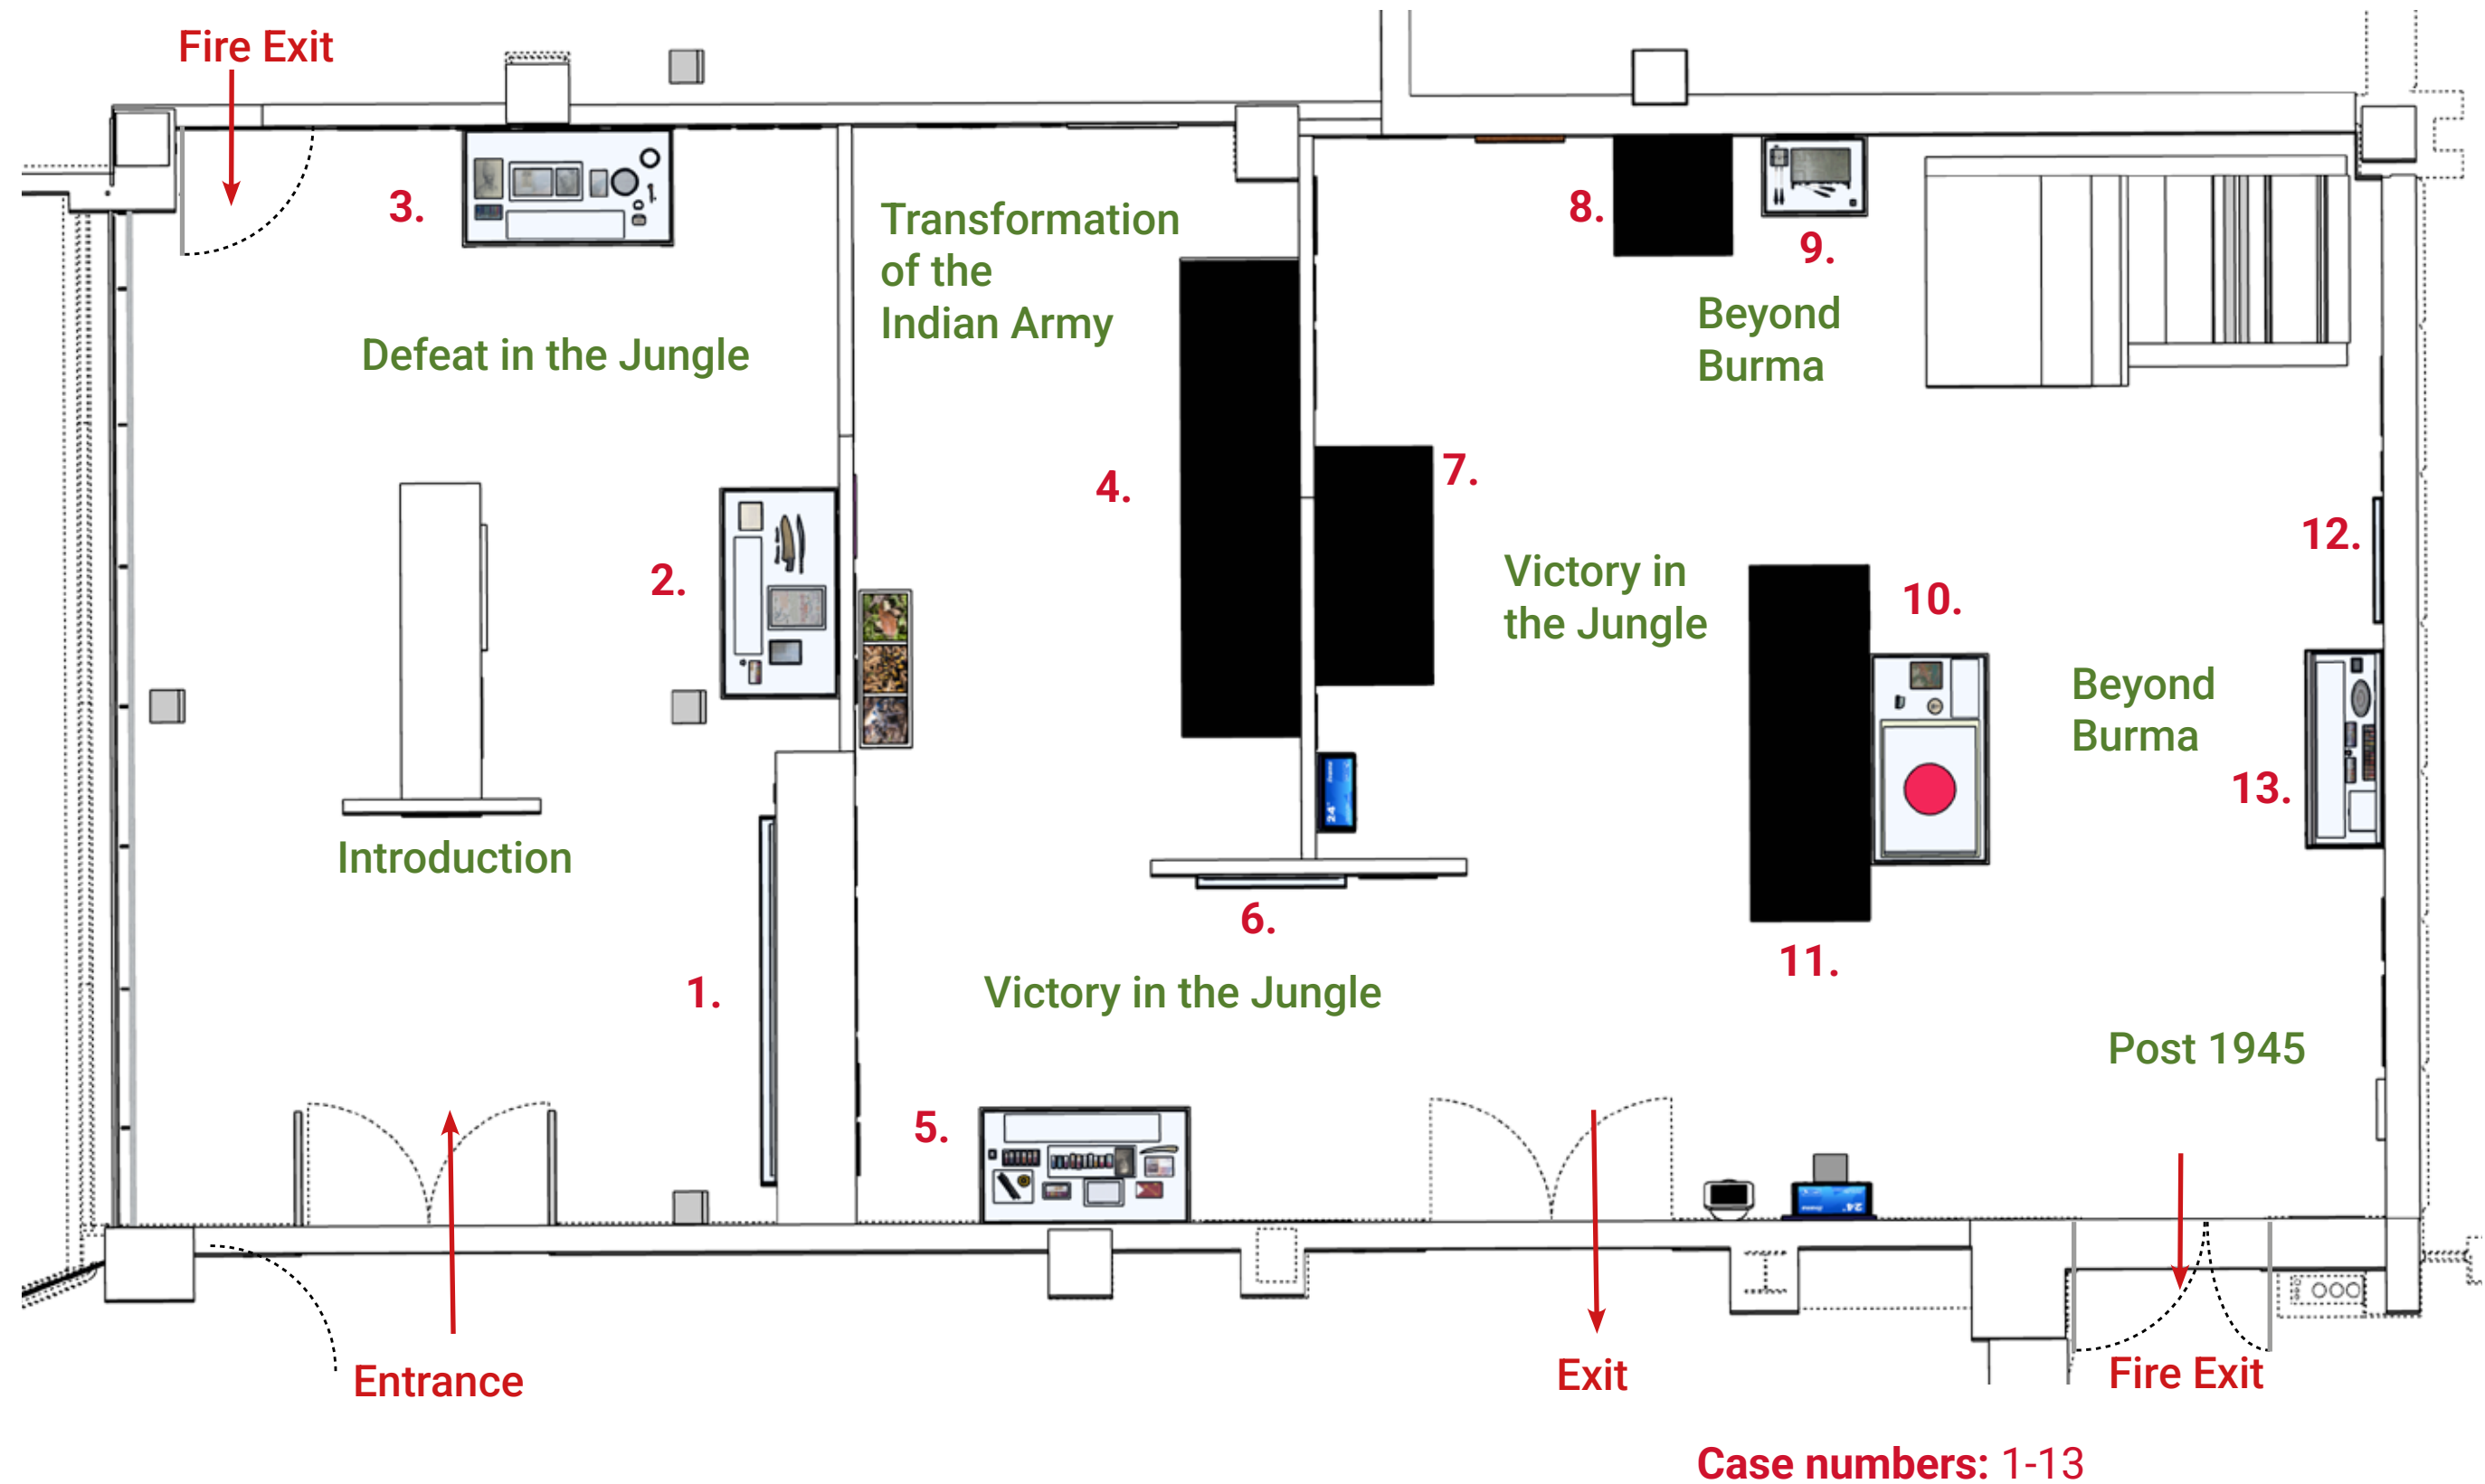 Fire Exit
3.
Defeat in the Jungle
Transformation
of the
Indian Army
8.
9.
Beyond
Burma
2.
4.
7.
Victory in
the Jungle
10.
12.
Beyond
Burma
13.
Introduction
24"
6.
11.
1.
Victory in the Jungle
Post 1945
5.
24"
Entrance
Exit
Fire Exit
Case numbers: 1-13